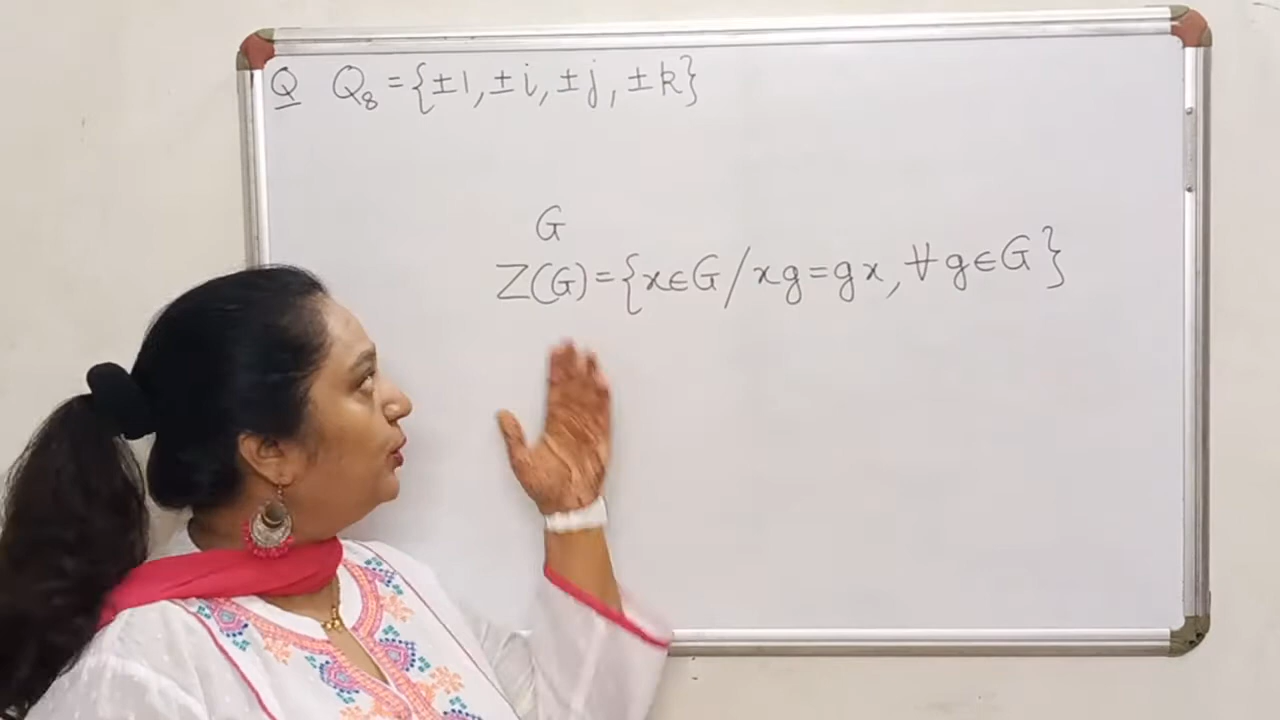 Q Q₈ = {±1, ±i, ±j, ±k}
G
Z(G) = {x∈G / xg = gx, ∀ g∈G}